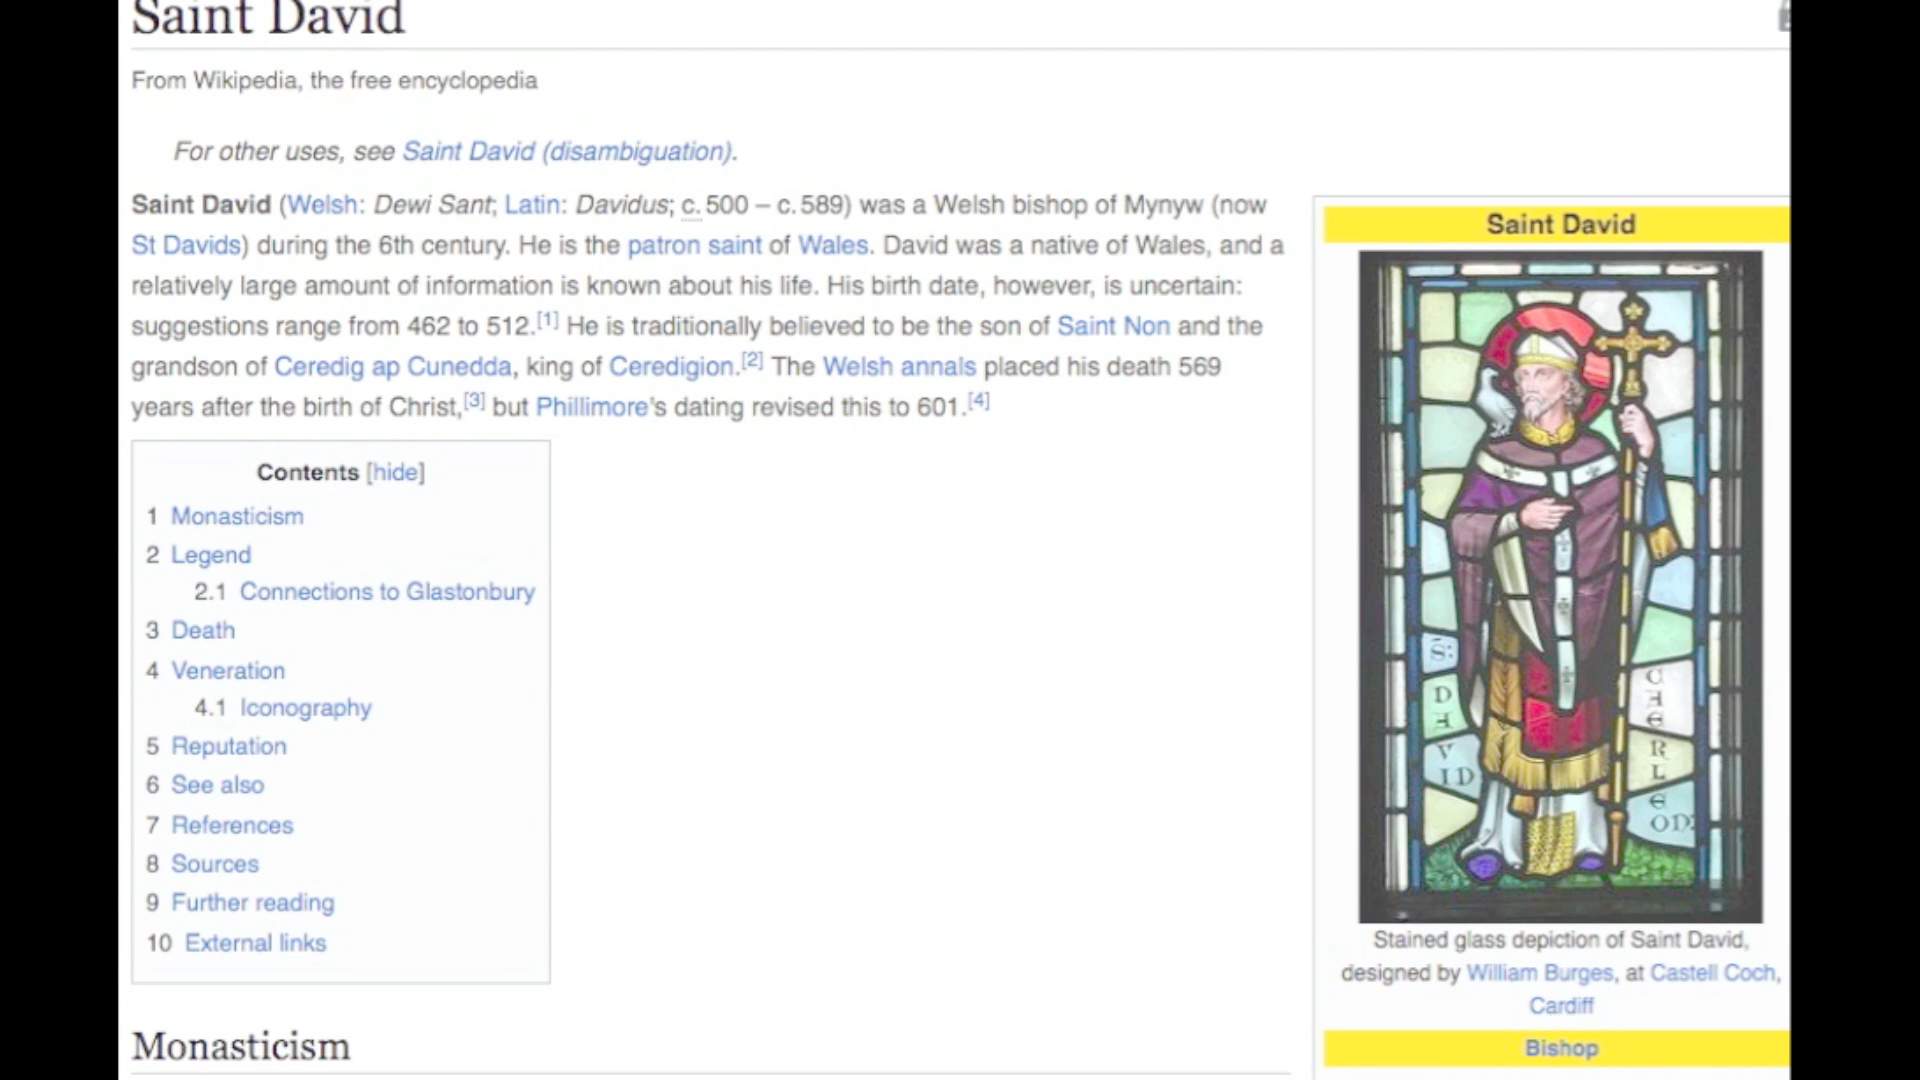 Saint David
From Wikipedia, the free encyclopedia
For other uses, see Saint David (disambiguation).
Saint David (Welsh: Dewi Sant; Latin: Davidus; c. 500 – c. 589) was a Welsh bishop of Mynyw (now
St Davids) during the 6th century. He is the patron saint of Wales. David was a native of Wales, and a
relatively large amount of information is known about his life. His birth date, however, is uncertain:
suggestions range from 462 to 512.[1] He is traditionally believed to be the son of Saint Non and the
grandson of Ceredig ap Cunedda, king of Ceredigion.[2] The Welsh annals placed his death 569
years after the birth of Christ,[3] but Phillimore's dating revised this to 601.[4]
Contents [hide]
1 Monasticism
2 Legend
2.1 Connections to Glastonbury
3 Death
4 Veneration
4.1 Iconography
5 Reputation
6 See also
7 References
8 Sources
9 Further reading
10 External links
Monasticism
Saint David
S:
D
A
V
ID
C
A
E
R
L
E
OD:
Stained glass depiction of Saint David,
designed by William Burges, at Castell Coch,
Cardiff
Bishop